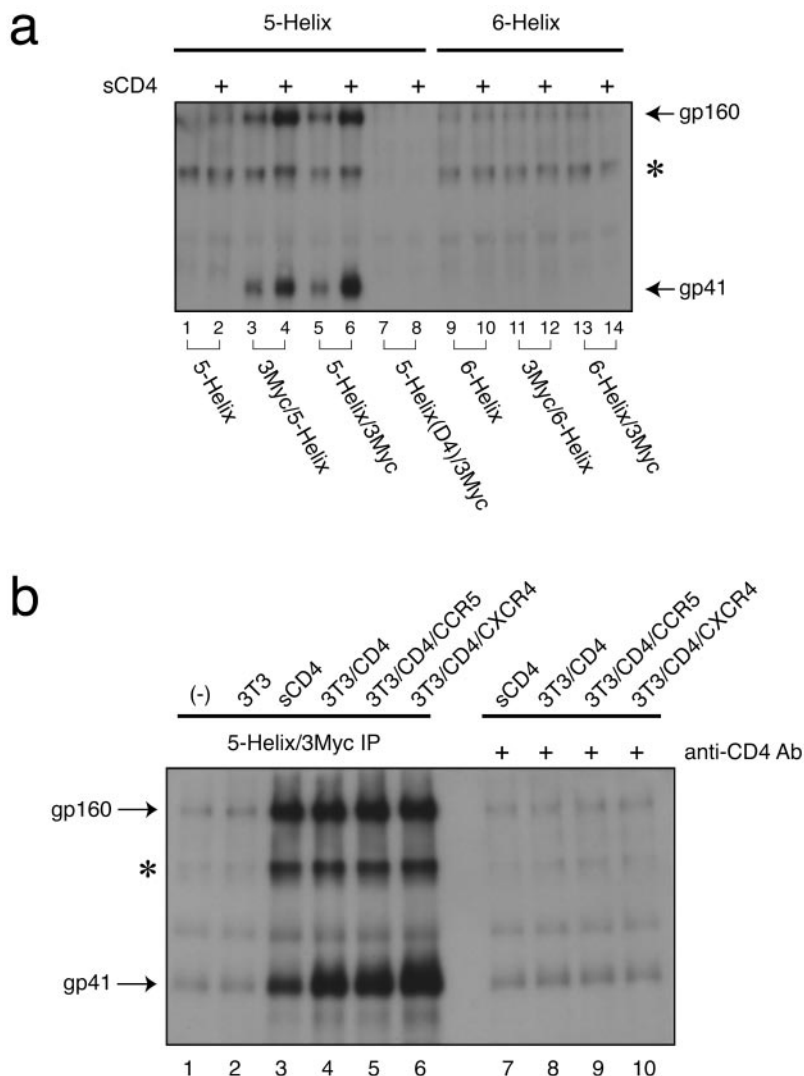 a
5-Helix 6-Helix
sCD4 + + + + + + +
gp160
*
gp41
1 2 3 4 5 6 7 8 9 10 11 12 13 14
5-Helix
3Myc/5-Helix
5-Helix/3Myc
5-Helix(D4)/3Myc
6-Helix
3Myc/6-Helix
6-Helix/3Myc
b
(-) 3T3 sCD4 3T3/CD4 3T3/CD4/CCR5 3T3/CD4/CXCR4 sCD4 3T3/CD4 3T3/CD4/CCR5 3T3/CD4/CXCR4
5-Helix/3Myc IP + + + + anti-CD4 Ab
gp160
*
gp41
1 2 3 4 5 6 7 8 9 10